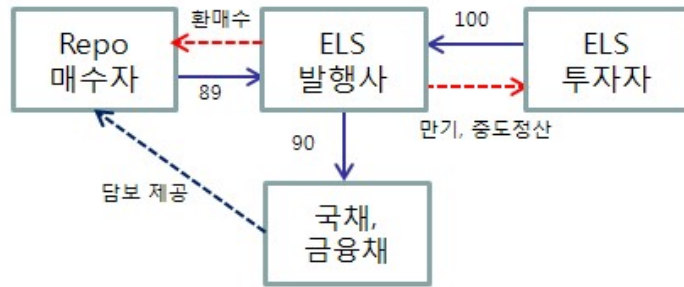 환매수
100
Repo
매수자
ELS
발행사
ELS
투자자
89
만기, 중도정산
90
담보 제공
국채,
금융채